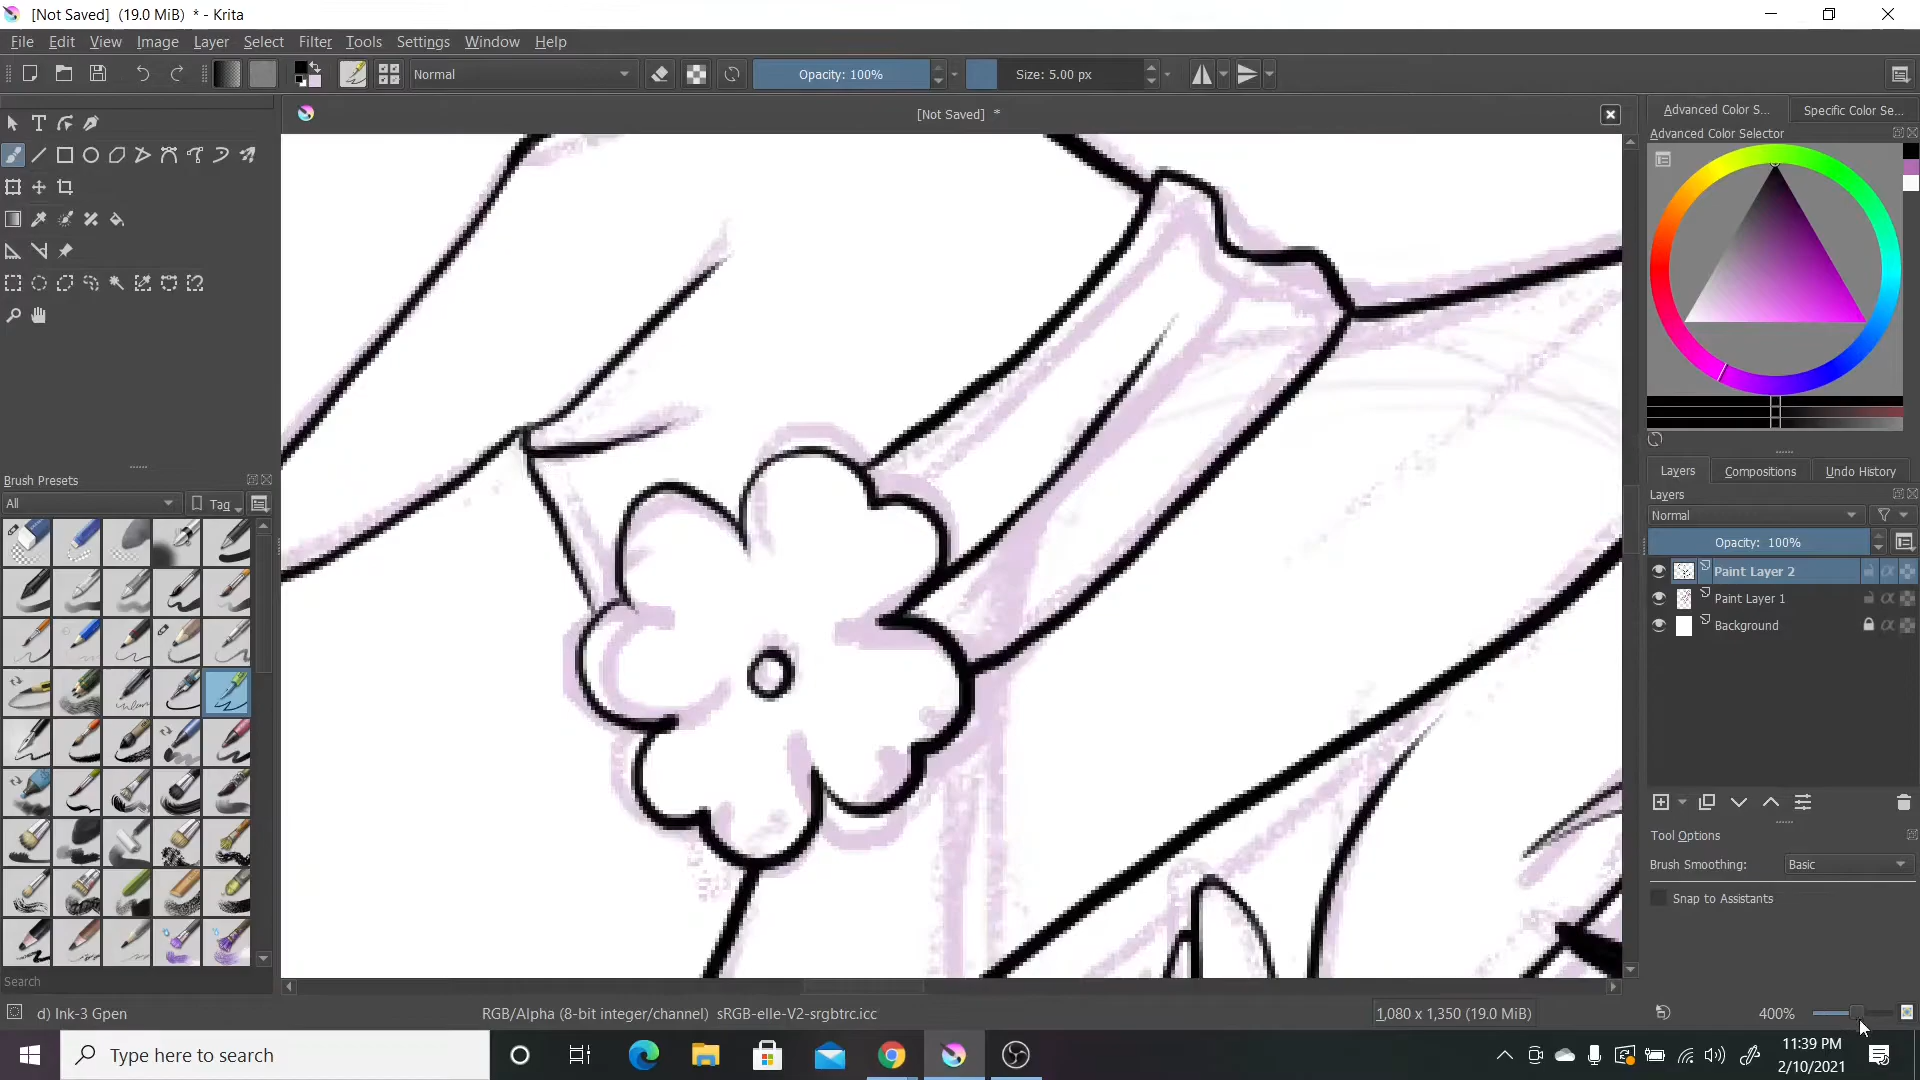 [Not Saved]  (19.0 MiB)  * - Krita
File Edit View Image Layer Select Filter Tools Settings Window Help
Normal
Opacity: 100%
Size: 5.00 px
[Not Saved]  *
Advanced Color S...
Specific Color Se...
Advanced Color Selector
Brush Presets
All
Tag
Search
Layers
Compositions
Undo History
Layers
Normal
Opacity:  100%
Paint Layer 2
Paint Layer 1
Background
Tool Options
Brush Smoothing:
Basic
Snap to Assistants
d) Ink-3 Gpen
RGB/Alpha (8-bit integer/channel)  sRGB-elle-V2-srgbtrc.icc
1,080 x 1,350 (19.0 MiB)
400%
Type here to search
11:39 PM
2/10/2021